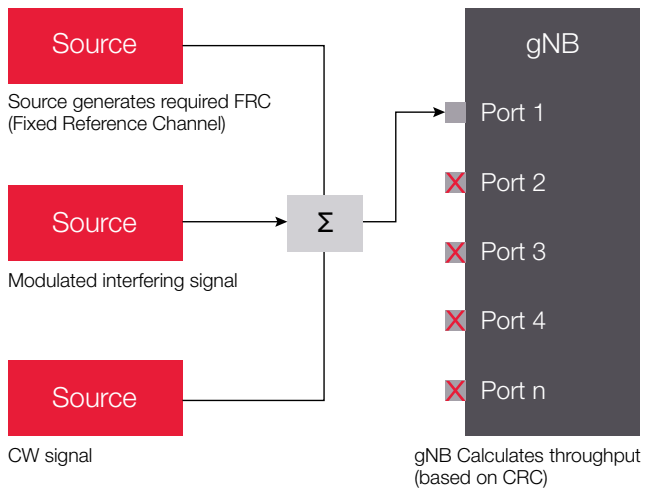 Source
Source generates required FRC
(Fixed Reference Channel)
Source
Modulated interfering signal
Source
CW signal
Σ
gNB
Port 1
Port 2
Port 3
Port 4
Port n
gNB Calculates throughput
(based on CRC)